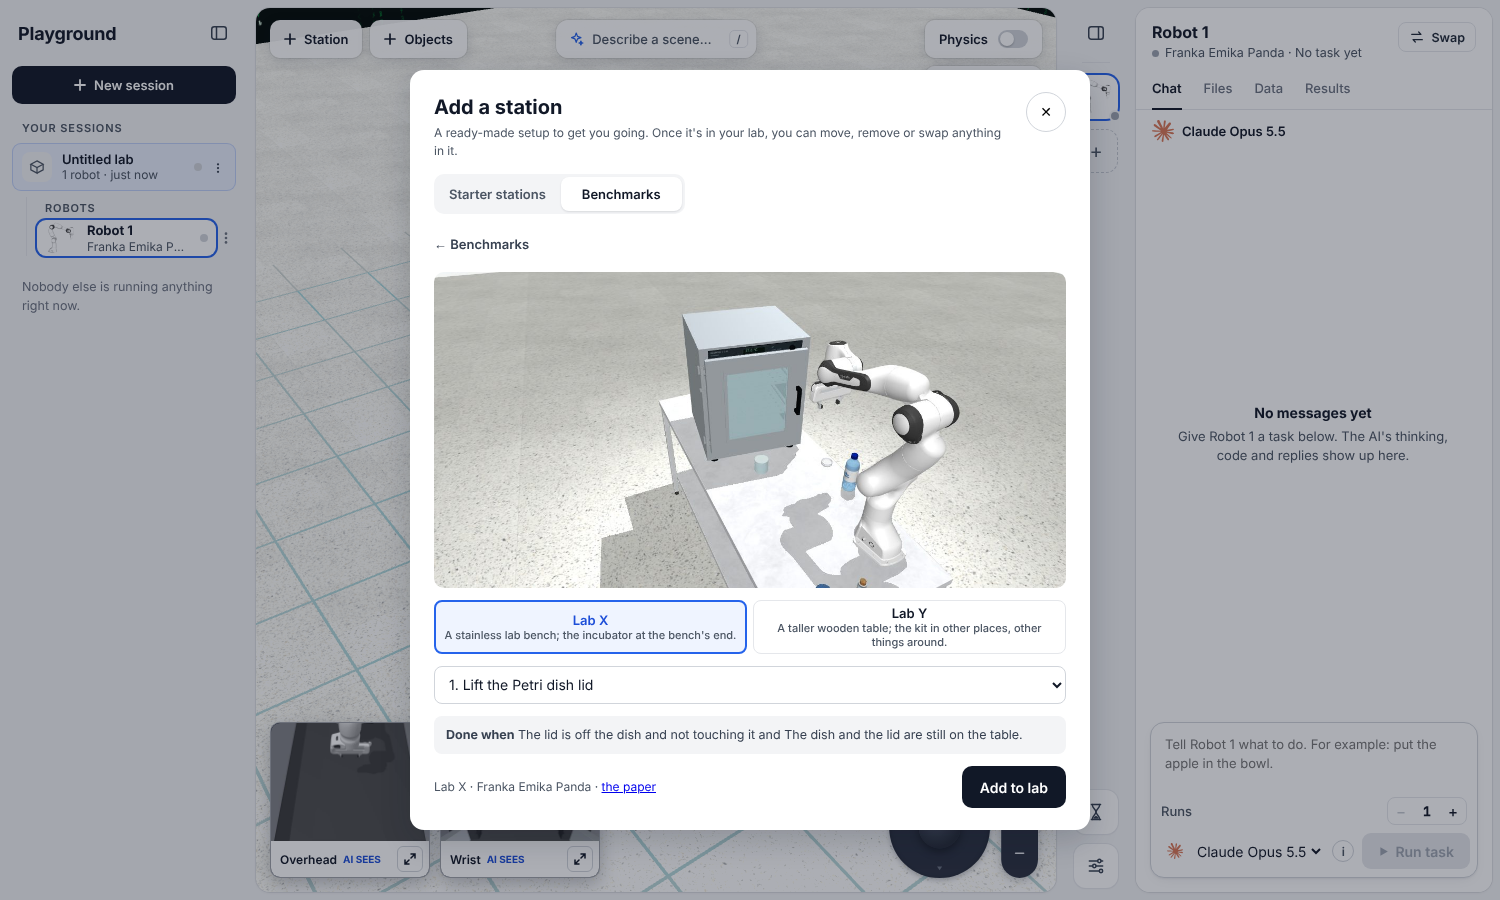 Playground
New session
YOUR SESSIONS
Untitled lab
1 robot · just now
ROBOTS
Robot 1
Franka Emika P...
Nobody else is running anything
right now.
Station
Objects
Describe a scene...
/
Physics
Add a station
A ready-made setup to get you going. Once it's in your lab, you can move, remove or swap anything
in it.
Starter stations
Benchmarks
← Benchmarks
Lab X
A stainless lab bench; the incubator at the bench's end.
Lab Y
A taller wooden table; the kit in other places, other
things around.
1. Lift the Petri dish lid
Done when The lid is off the dish and not touching it and The dish and the lid are still on the table.
Lab X · Franka Emika Panda · the paper
Add to lab
Overhead AI SEES
Wrist AI SEES
Robot 1
Franka Emika Panda · No task yet
Swap
Chat
Files
Data
Results
Claude Opus 5.5
No messages yet
Give Robot 1 a task below. The AI's thinking,
code and replies show up here.
Tell Robot 1 what to do. For example: put the
apple in the bowl.
Runs
1
Claude Opus 5.5
Run task